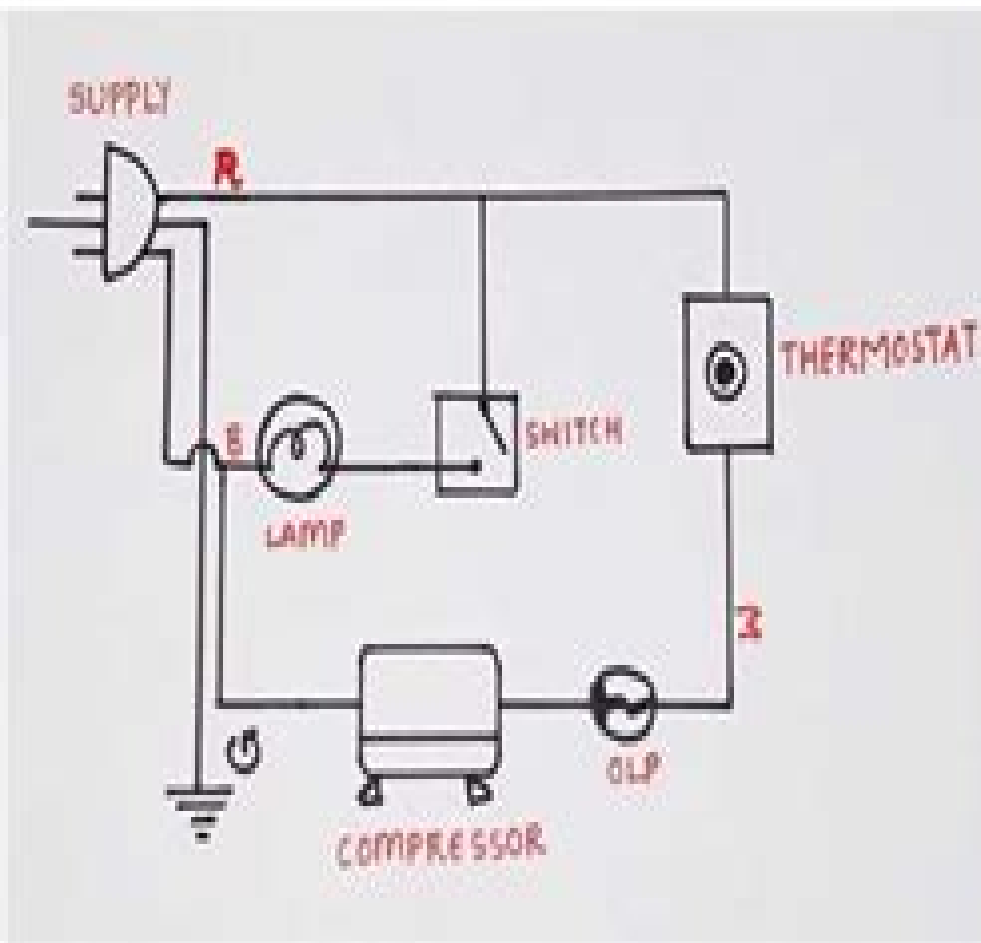 SUPPLY
R
THERMOSTAT
SWITCH
B
LAMP
G
OLP
COMPRESSOR